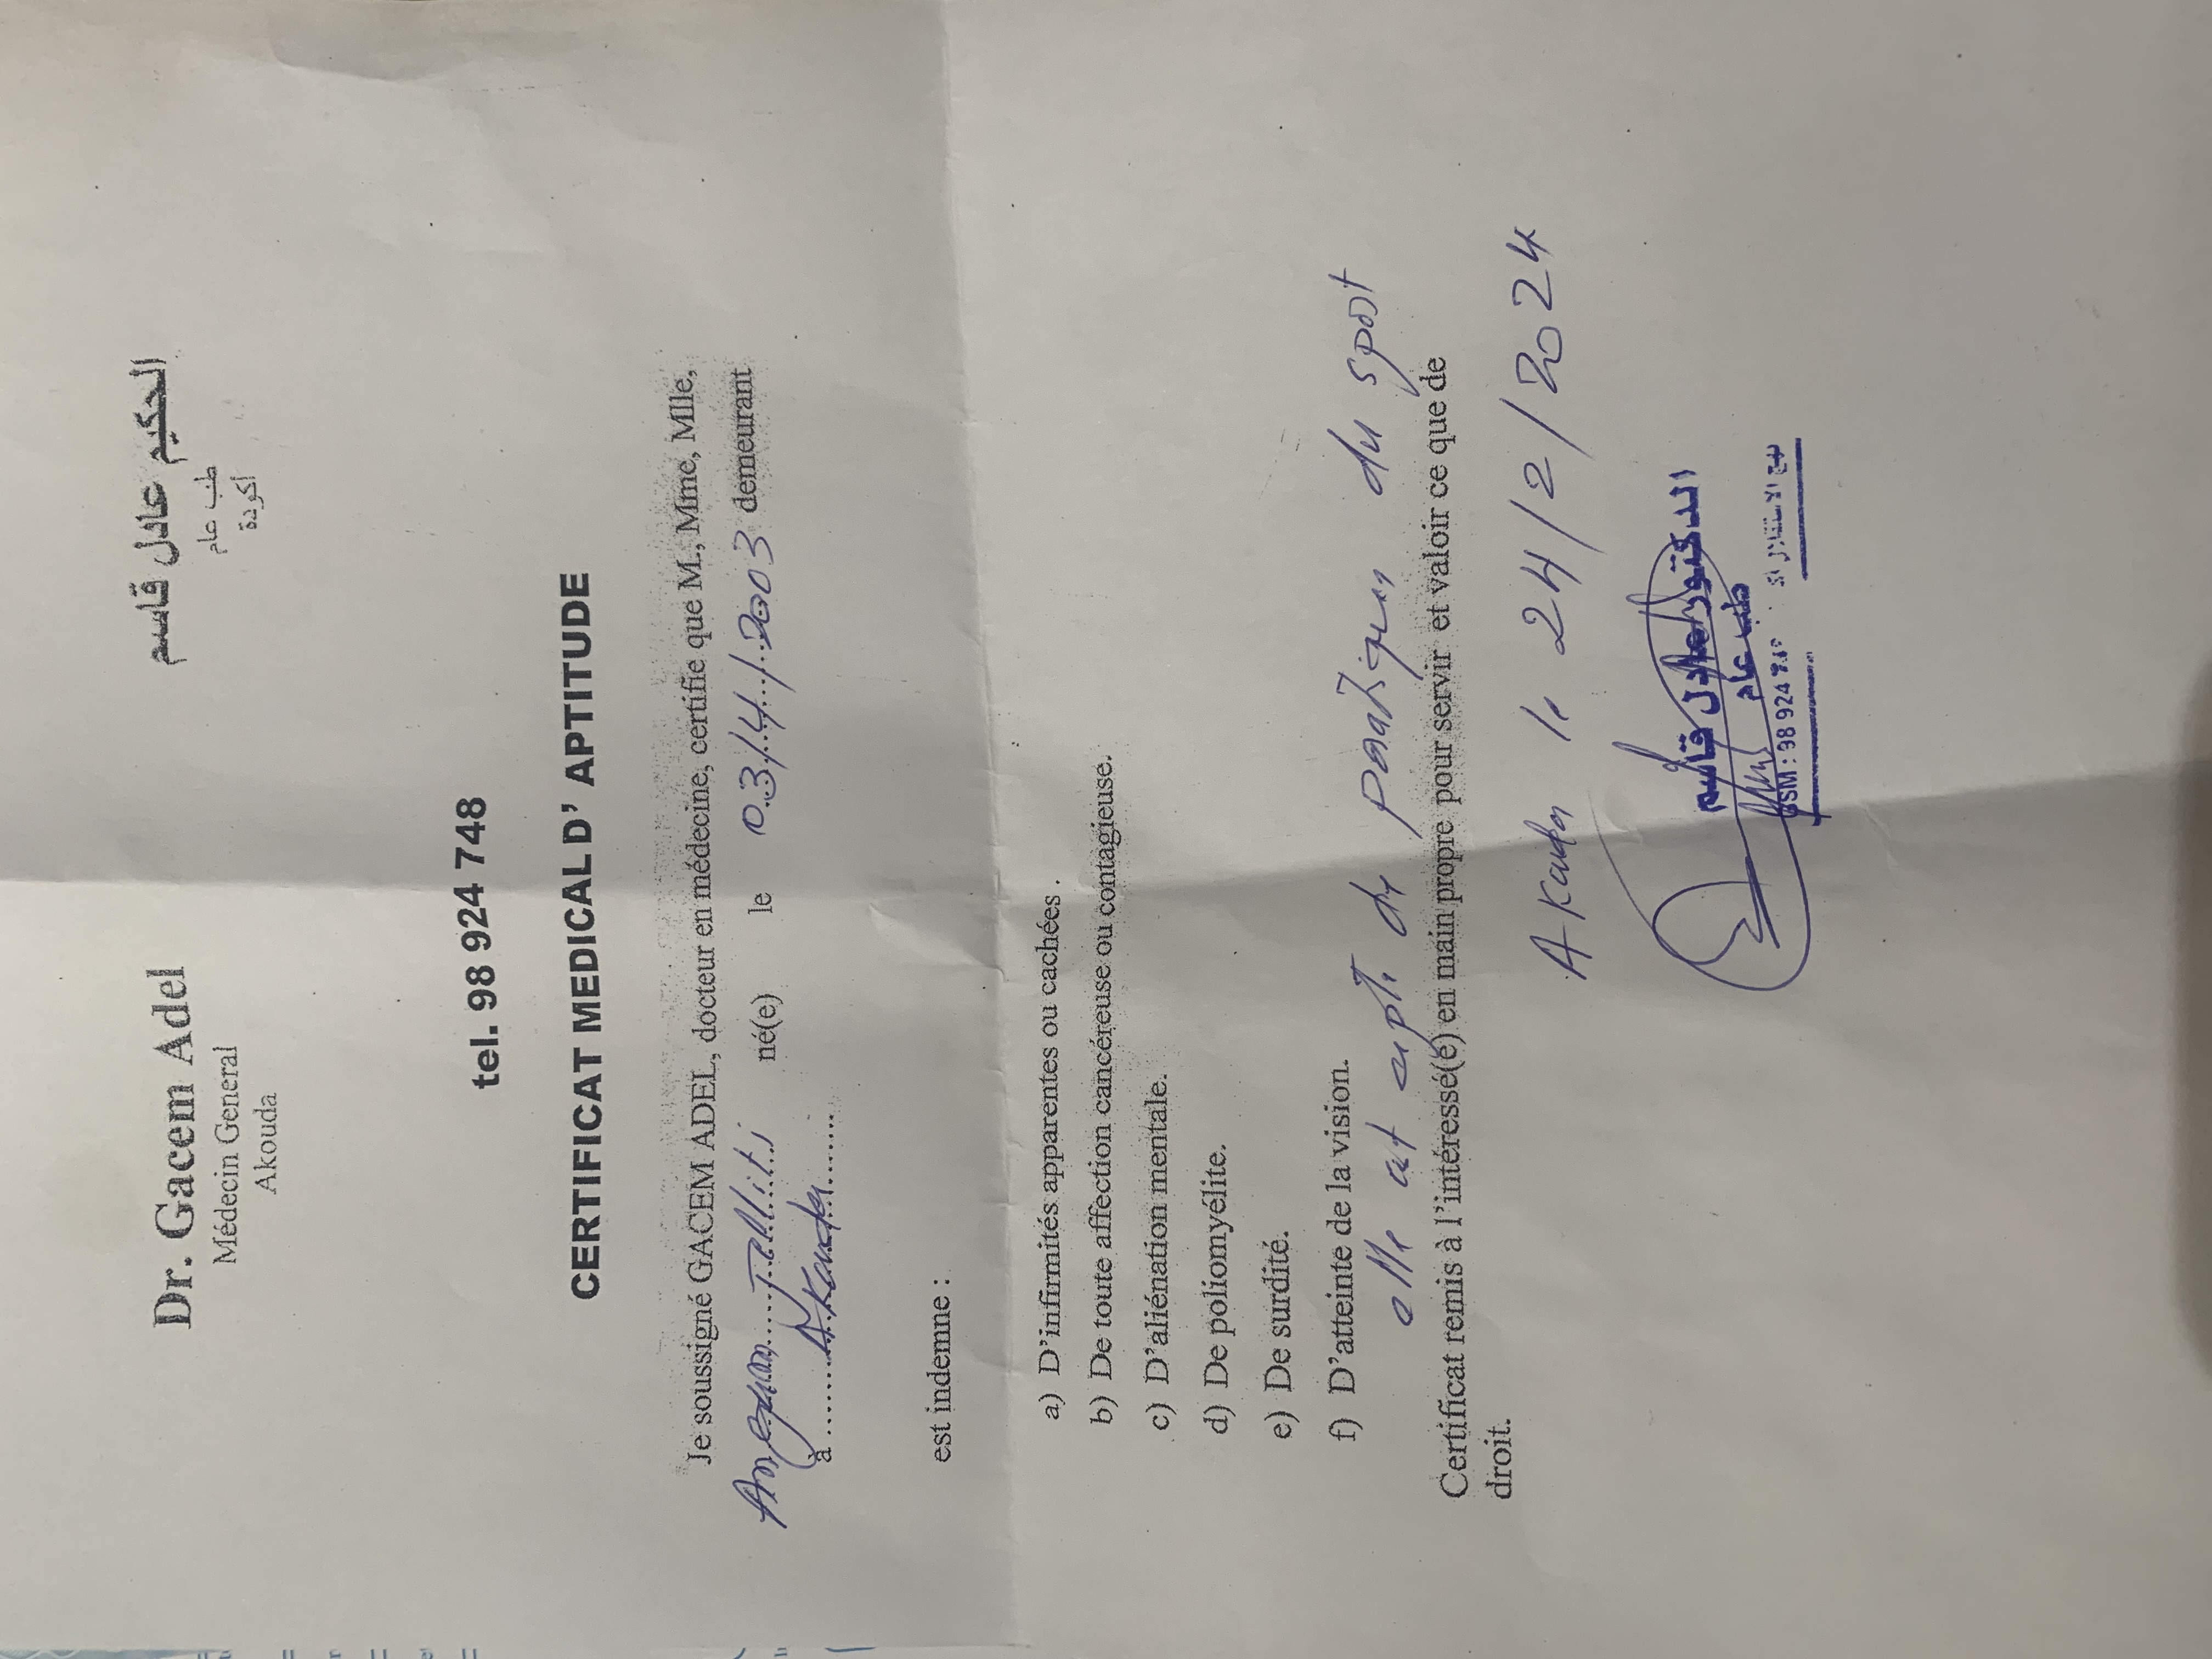 Dr. Gacem Adel
Médecin General
Akouda
الحكيم عادل قاسم
طب عام
أكودة
tel. 98 924 748
CERTIFICAT MEDICAL D' APTITUDE
Je soussigné GACEM ADEL, docteur en médecine, certifie que M., Mme, Mlle,
né(e) le 03/4/2003 demeurant
à ........Akouda........
est indemne :
a) D'infirmités apparentes ou cachées .
b) De toute affection cancéreuse ou contagieuse.
c) D'aliénation mentale.
d) De poliomyélite.
e) De surdité.
f) D'atteinte de la vision.
elle est apte de pratiquer du sport
Certificat remis à l'intéressé(e) en main propre pour servir et valoir ce que de
droit.
Akouda le 24/2/2024
الدكتور عادل قاسم
طب عام
GSM : 98 924